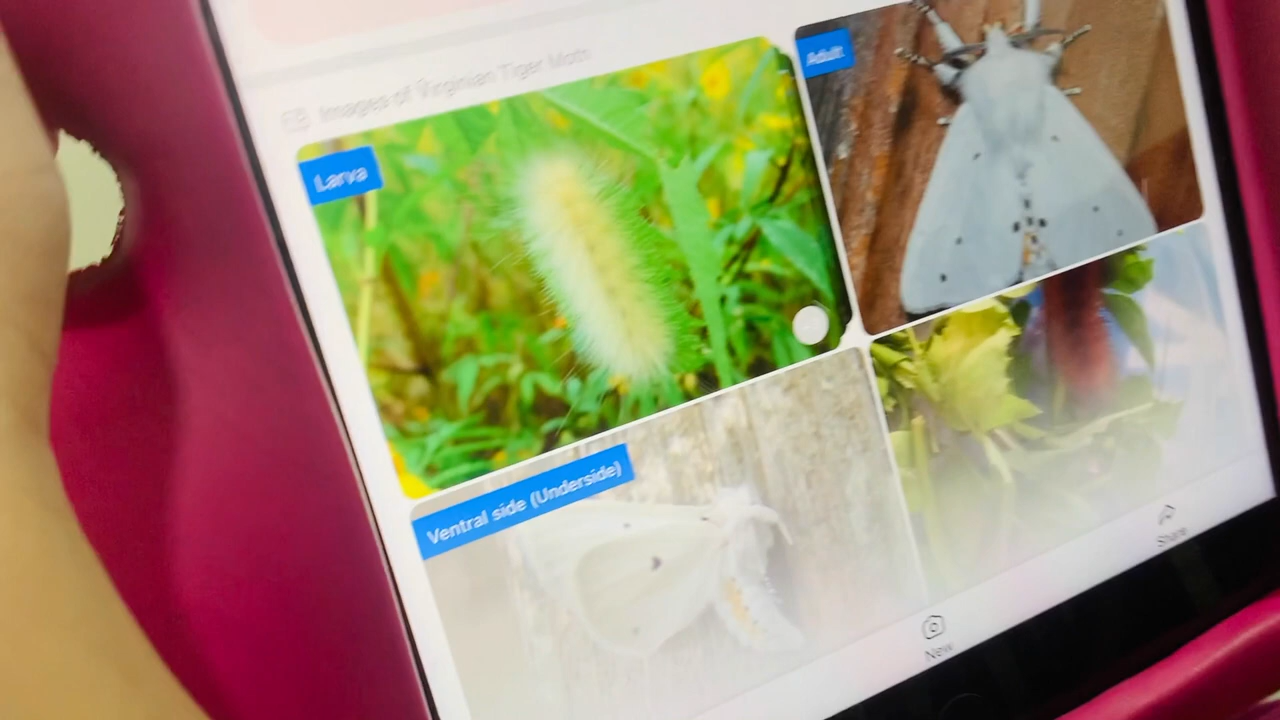 Images of Virginian Tiger Moth
Larva
Adult
Ventral side (Underside)
New
Share